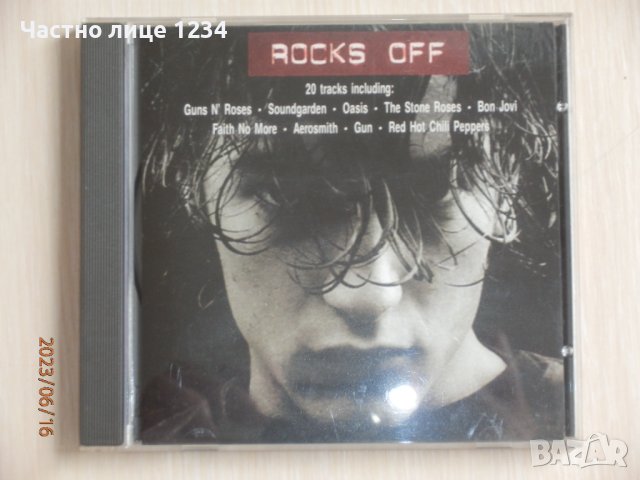 Частно лице 1234
ROCKS OFF
20 tracks including:
Guns N' Roses • Soundgarden • Oasis • The Stone Roses • Bon Jovi
Faith No More • Aerosmith • Gun • Red Hot Chili Peppers
2023/06/16
BAZAR